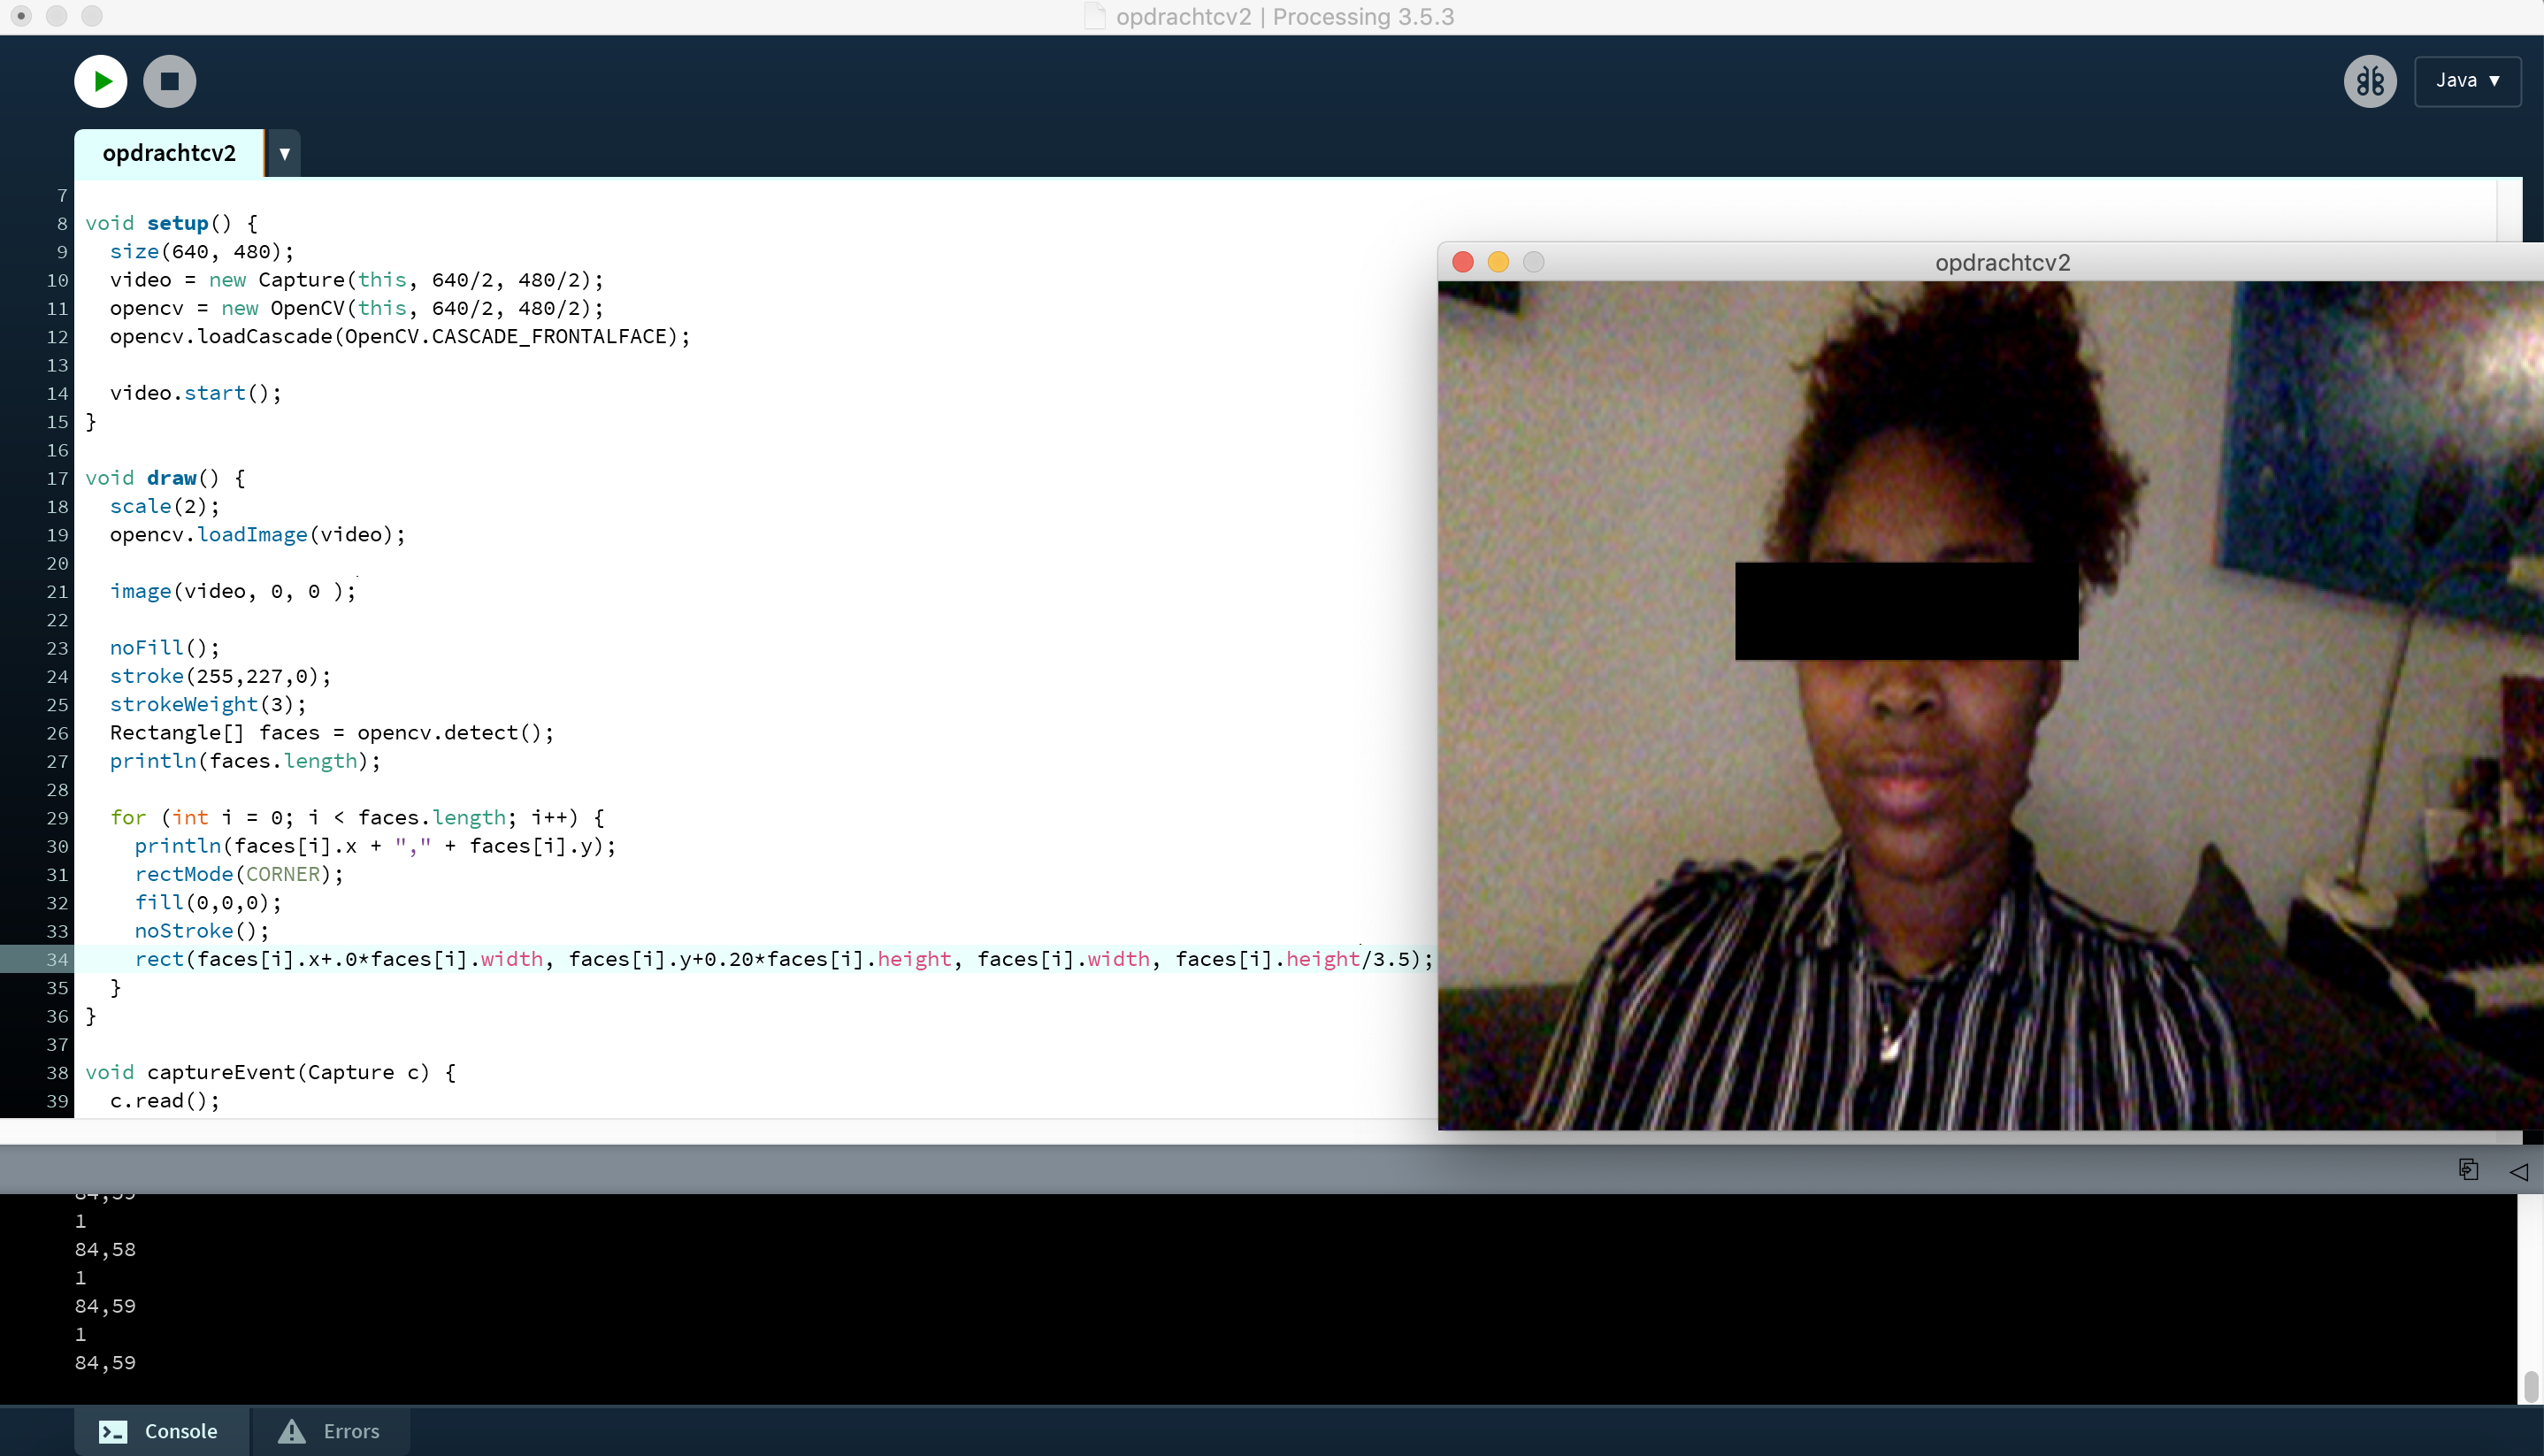 opdrachtcv2 | Processing 3.5.3
Java ▼
opdrachtcv2 ▼
7
8 void setup() {
9   size(640, 480);
10   video = new Capture(this, 640/2, 480/2);
11   opencv = new OpenCV(this, 640/2, 480/2);
12   opencv.loadCascade(OpenCV.CASCADE_FRONTALFACE);
13
14   video.start();
15 }
16
17 void draw() {
18   scale(2);
19   opencv.loadImage(video);
20
21   image(video, 0, 0 );
22
23   noFill();
24   stroke(255,227,0);
25   strokeWeight(3);
26   Rectangle[] faces = opencv.detect();
27   println(faces.length);
28
29   for (int i = 0; i < faces.length; i++) {
30     println(faces[i].x + "," + faces[i].y);
31     rectMode(CORNER);
32     fill(0,0,0);
33     noStroke();
34     rect(faces[i].x+.0*faces[i].width, faces[i].y+0.20*faces[i].height, faces[i].width, faces[i].height/3.5);
35   }
36 }
37
38 void captureEvent(Capture c) {
39   c.read();
opdrachtcv2
84,59
1
84,58
1
84,59
1
84,59
Console
Errors